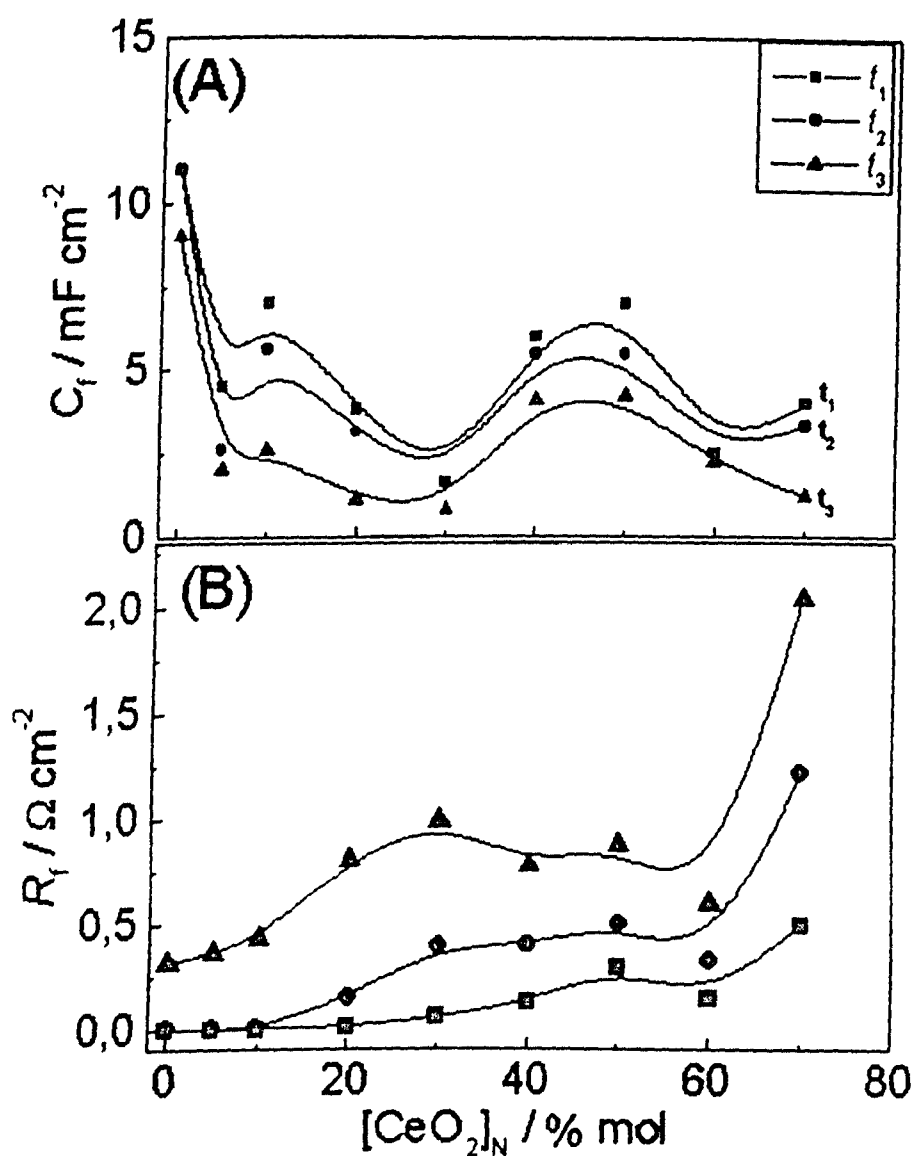 (A)
15
10
5
0
C_f / mF cm⁻²
t₁
t₂
t₃
t₁
t₂
t₃
(B)
2,0
1,5
1,0
0,5
0,0
R_f / Ω cm⁻²
0 20 40 60 80
[CeO₂]_N / % mol